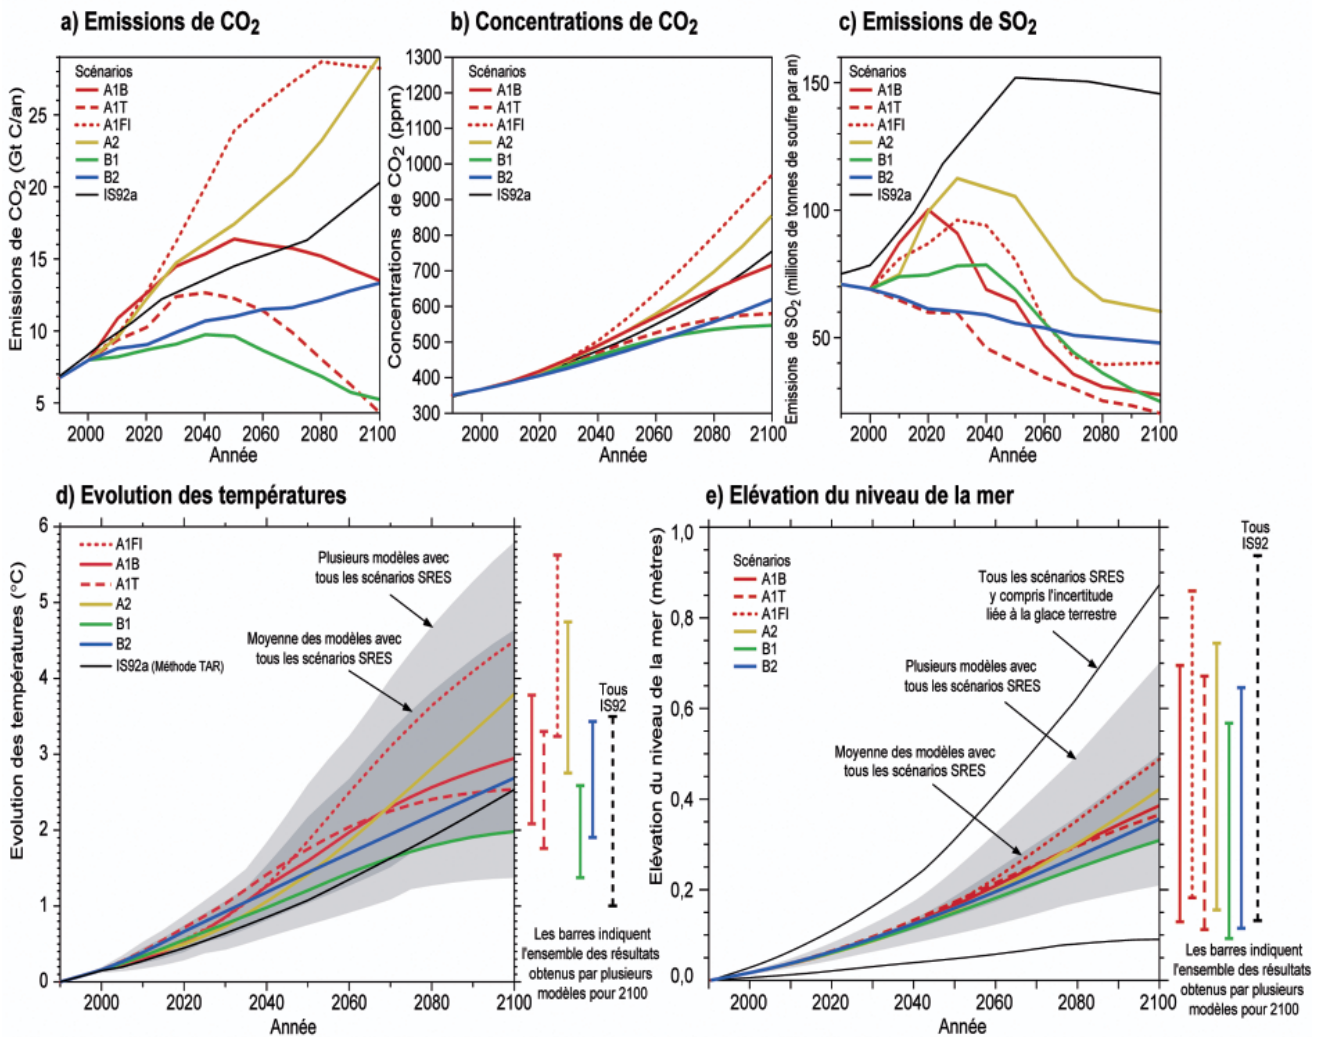 a) Emissions de CO2
Emissions de CO2 (Gt C/an)
Scénarios
A1B
A1T
A1FI
A2
B1
B2
IS92a
25
20
15
10
5
2000 2020 2040 2060 2080 2100
Année
b) Concentrations de CO2
Concentrations de CO2 (ppm)
Scénarios
A1B
A1T
A1FI
A2
B1
B2
IS92a
1300
1200
1100
1000
900
800
700
600
500
400
300
2000 2020 2040 2060 2080 2100
Année
c) Emissions de SO2
Emissions de SO2 (millions de tonnes de soufre par an)
Scénarios
A1B
A1T
A1FI
A2
B1
B2
IS92a
150
100
50
2000 2020 2040 2060 2080 2100
Année
d) Evolution des températures
Evolution des températures (°C)
A1FI
A1B
A1T
A2
B1
B2
IS92a (Méthode TAR)
Plusieurs modèles avec
tous les scénarios SRES
Moyenne des modèles avec
tous les scénarios SRES
6
5
4
3
2
1
0
2000 2020 2040 2060 2080 2100
Année
Tous
IS92
Les barres indiquent
l'ensemble des résultats
obtenus par plusieurs
modèles pour 2100
e) Elévation du niveau de la mer
Elévation du niveau de la mer (mètres)
Scénarios
A1B
A1T
A1FI
A2
B1
B2
Tous les scénarios SRES
y compris l'incertitude
liée à la glace terrestre
Plusieurs modèles avec
tous les scénarios SRES
Moyenne des modèles avec
tous les scénarios SRES
1,0
0,8
0,6
0,4
0,2
0,0
2000 2020 2040 2060 2080 2100
Année
Tous
IS92
Les barres indiquent
l'ensemble des résultats
obtenus par plusieurs
modèles pour 2100